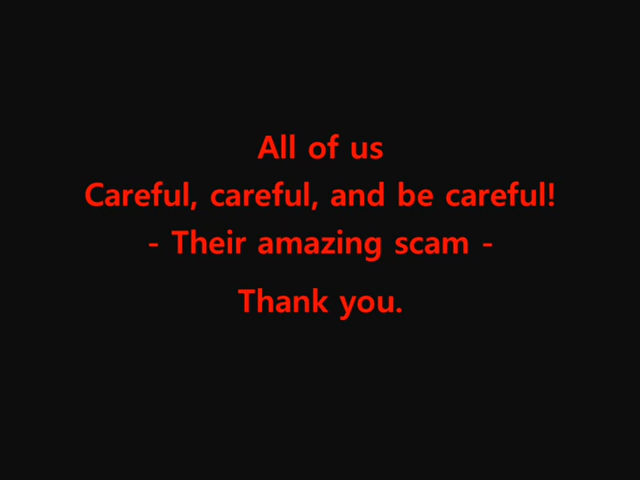 All of us
Careful, careful, and be careful!
- Their amazing scam -
Thank you.